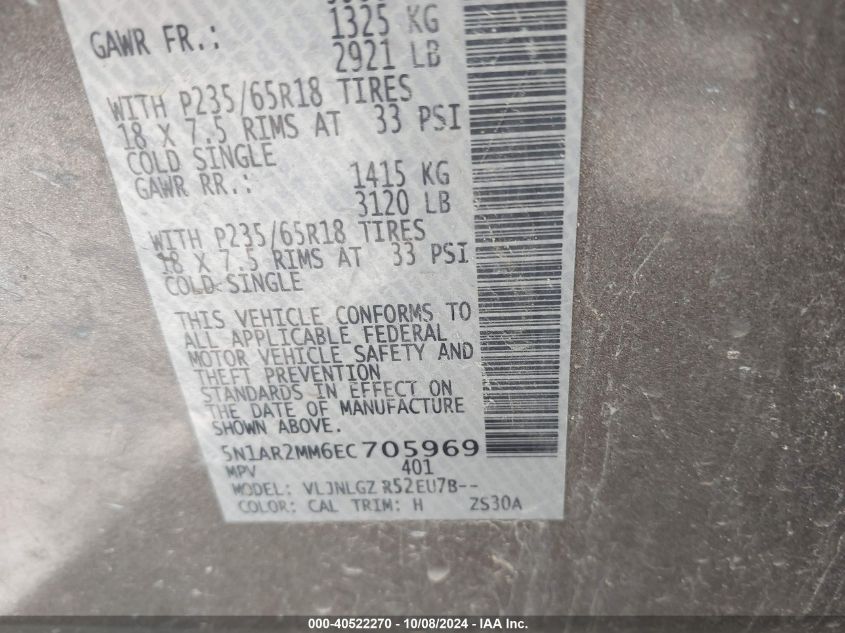 GAWR FR.: 1325 KG
2921 LB
WITH P235/65R18 TIRES
18 X 7.5 RIMS AT 33 PSI
COLD SINGLE
GAWR RR.: 1415 KG
3120 LB
WITH P235/65R18 TIRES
18 X 7.5 RIMS AT 33 PSI
COLD SINGLE
THIS VEHICLE CONFORMS TO
ALL APPLICABLE FEDERAL
MOTOR VEHICLE SAFETY AND
THEFT PREVENTION
STANDARDS IN EFFECT ON
THE DATE OF MANUFACTURE
SHOWN ABOVE.
5N1AR2MM6EC705969
MPV 401
MODEL: VLJNLGZ R52EU7B--
COLOR: CAL TRIM: H ZS30A
000-40522270 - 10/08/2024 - IAA Inc.